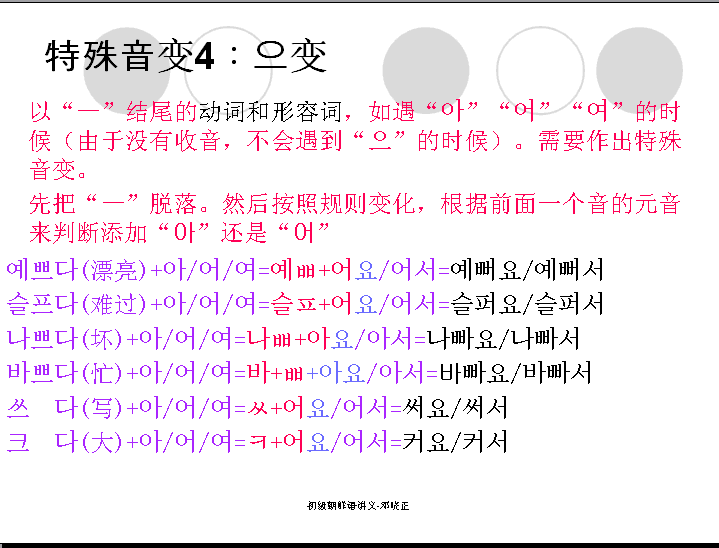 特殊音变4：으变
以“ㅡ”结尾的动词和形容词，如遇“아”“어”“여”的时
候（由于没有收音，不会遇到“으”的时候）。需要作出特殊
音变。
先把“ㅡ”脱落。然后按照规则变化，根据前面一个音的元音
来判断添加“아”还是“어”
예쁘다(漂亮)+아/어/여=예ㅃ+어요/어서=예뻐요/예뻐서
슬프다(难过)+아/어/여=슬ㅍ+어요/어서=슬퍼요/슬퍼서
나쁘다(坏)+아/어/여=나ㅃ+아요/아서=나빠요/나빠서
바쁘다(忙)+아/어/여=바+ㅃ+아요/아서=바빠요/바빠서
쓰 다(写)+아/어/여=ㅆ+어요/어서=써요/써서
크 다(大)+아/어/여=ㅋ+어요/어서=커요/커서
初级朝鲜语讲义-邓晓正